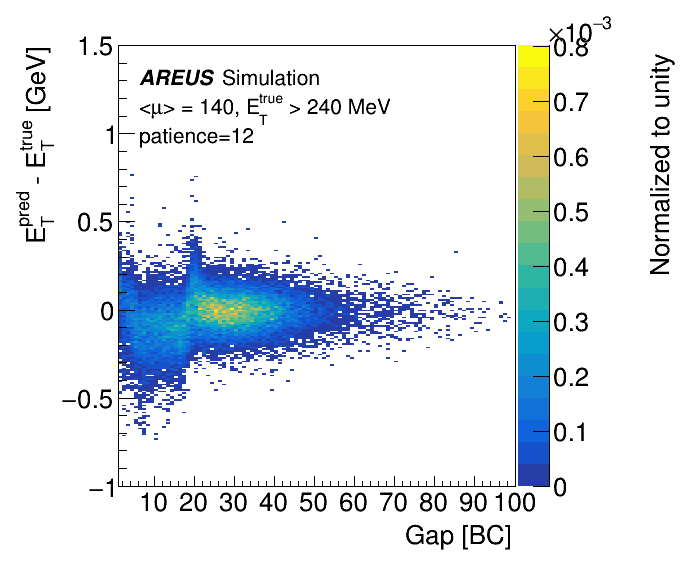 ×10⁻³
AREUS Simulation
<μ> = 140, E_T^true > 240 MeV
patience=12
E_T^pred - E_T^true [GeV]
1.5
1
0.5
0
−0.5
−1
10 20 30 40 50 60 70 80 90 100
Gap [BC]
0.8
0.7
0.6
0.5
0.4
0.3
0.2
0.1
0
Normalized to unity